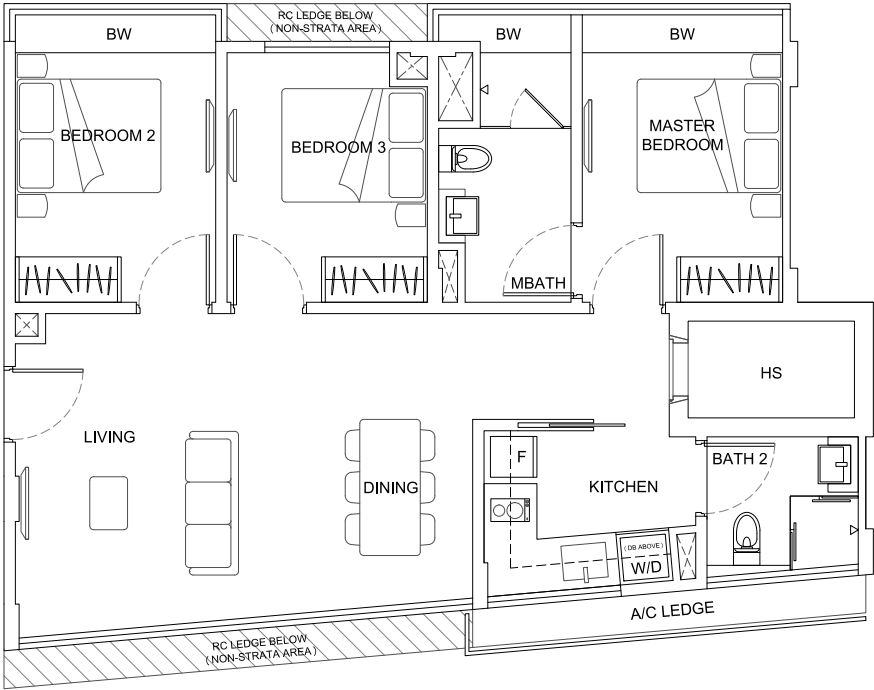 RC LEDGE BELOW
( NON-STRATA AREA )
BW
BW
BW
BEDROOM 2
BEDROOM 3
MASTER
BEDROOM
MBATH
HS
LIVING
DINING
F
KITCHEN
BATH 2
( DB ABOVE )
W/D
A/C LEDGE
RC LEDGE BELOW
( NON-STRATA AREA )